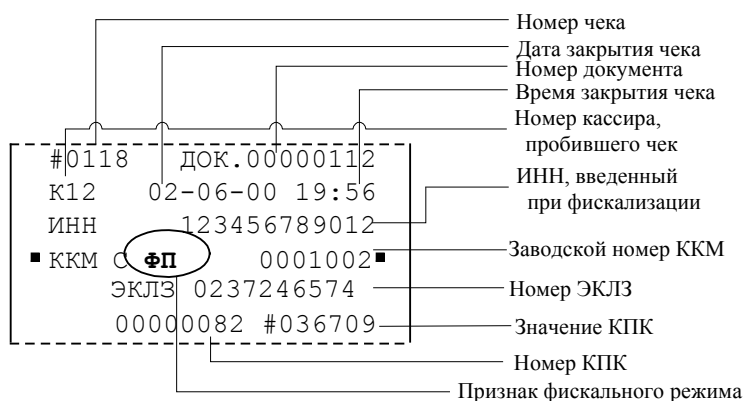 Номер чека
Дата закрытия чека
Номер документа
Время закрытия чека
Номер кассира,
пробившего чек
#0118 ДОК.00000112
К12 02-06-00 19:56
ИНН, введенный
при фискализации
ИНН 123456789012
ККМ С ФП 0001002
Заводской номер ККМ
ЭКЛЗ 0237246574
Номер ЭКЛЗ
00000082 #036709
Значение КПК
Номер КПК
Признак фискального режима